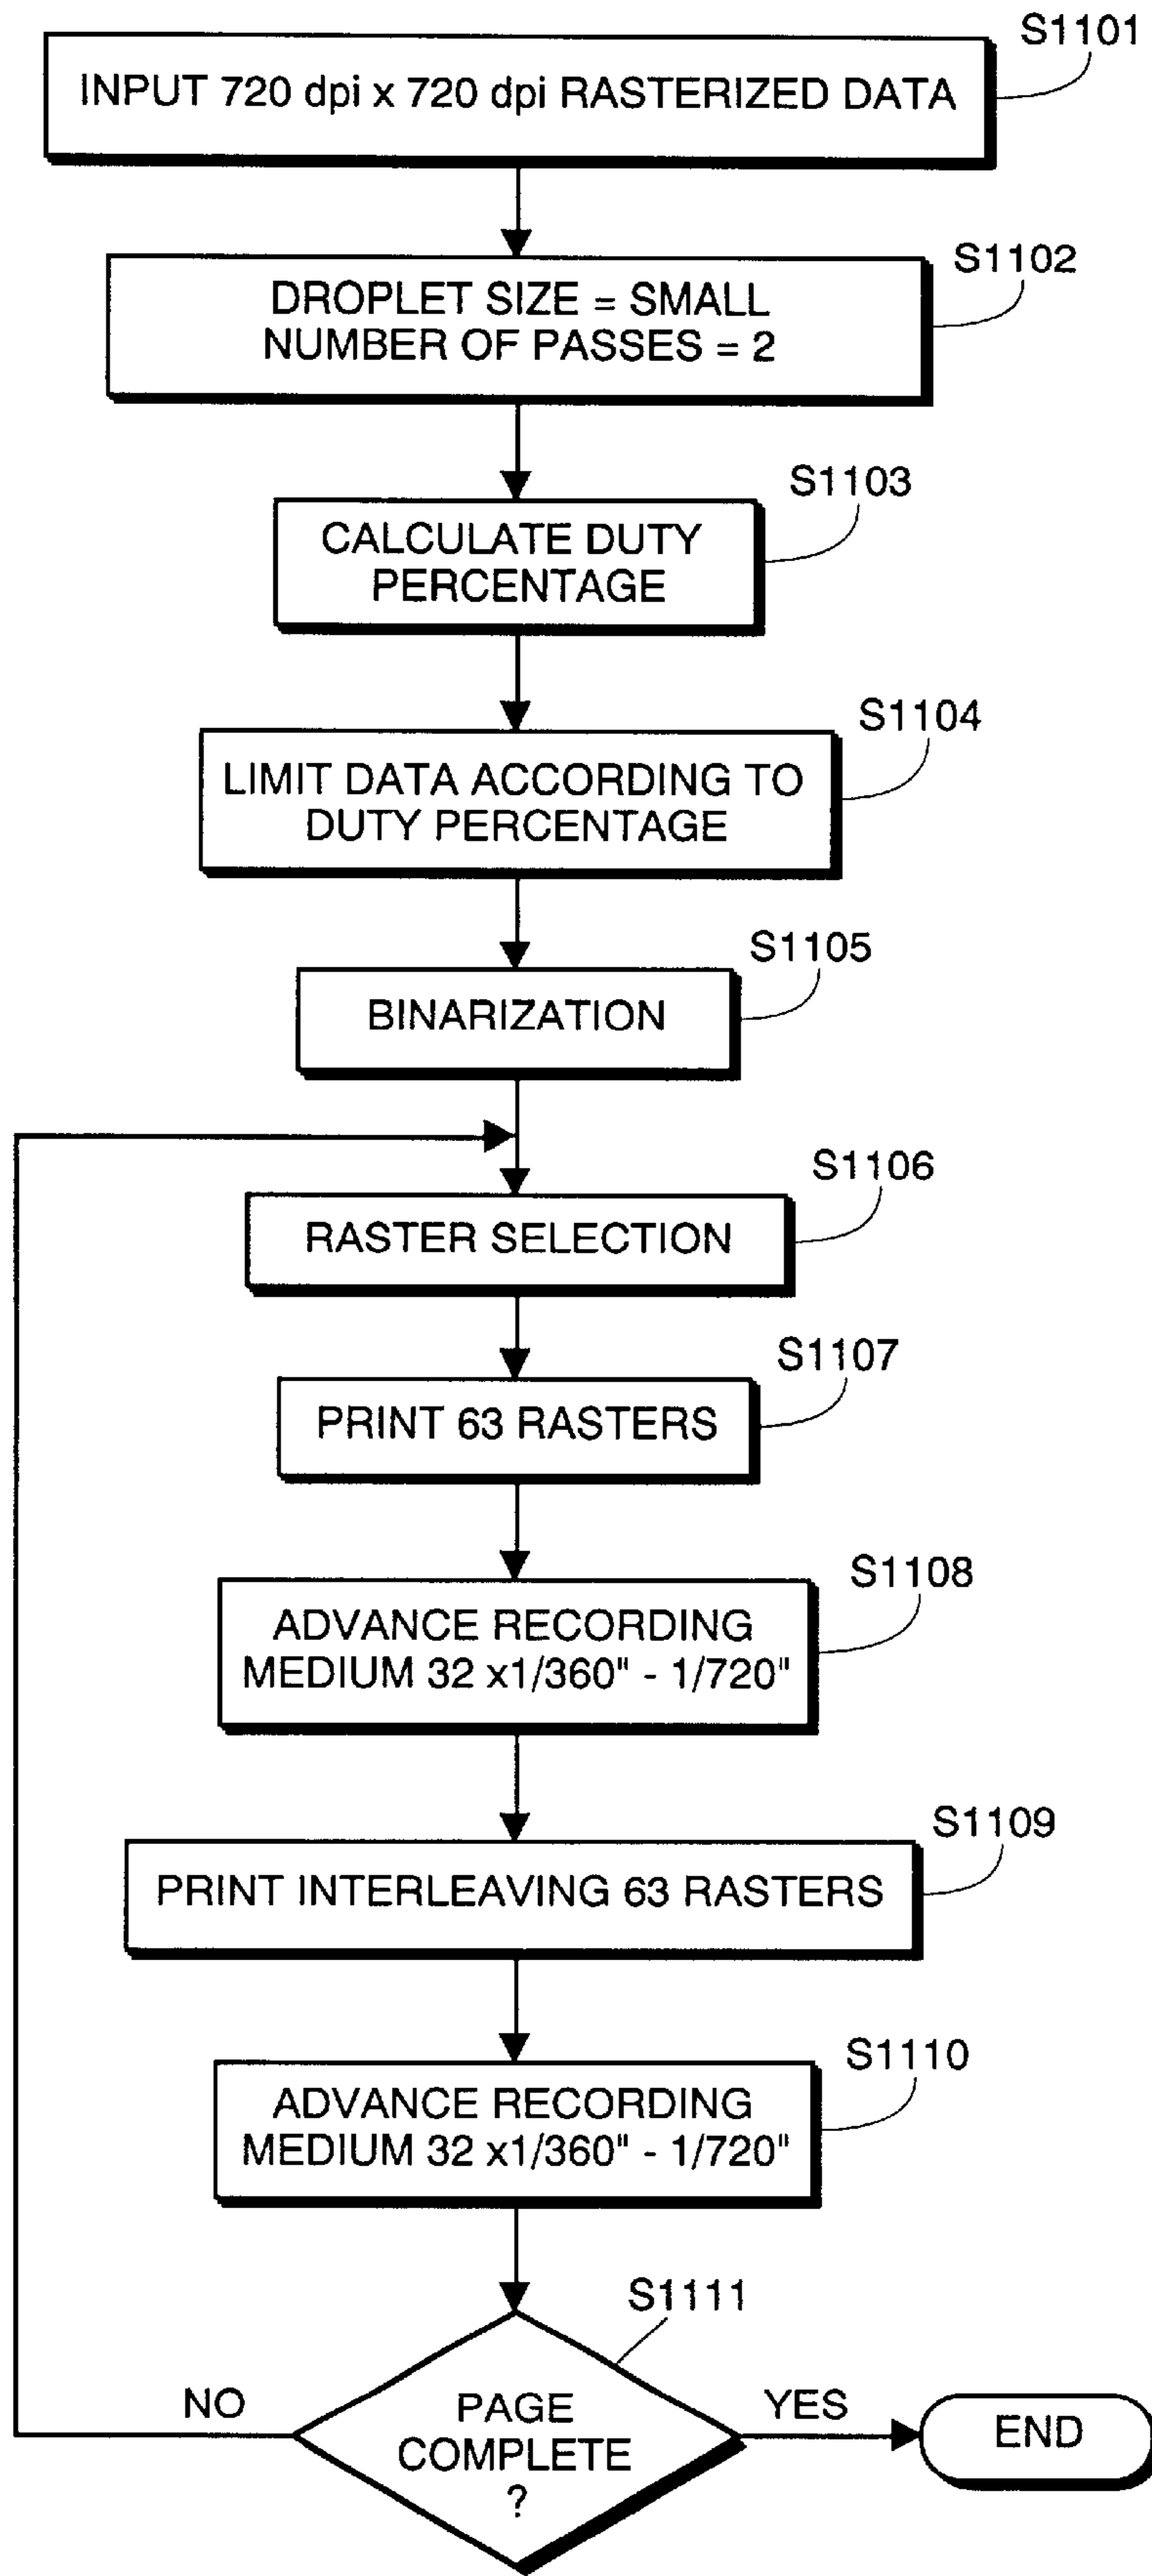 S1101
INPUT 720 dpi x 720 dpi RASTERIZED DATA
S1102
DROPLET SIZE = SMALL
NUMBER OF PASSES = 2
S1103
CALCULATE DUTY
PERCENTAGE
S1104
LIMIT DATA ACCORDING TO
DUTY PERCENTAGE
S1105
BINARIZATION
S1106
RASTER SELECTION
S1107
PRINT 63 RASTERS
S1108
ADVANCE RECORDING
MEDIUM 32 x1/360" - 1/720"
S1109
PRINT INTERLEAVING 63 RASTERS
S1110
ADVANCE RECORDING
MEDIUM 32 x1/360" - 1/720"
S1111
PAGE
COMPLETE
?
NO
YES
END